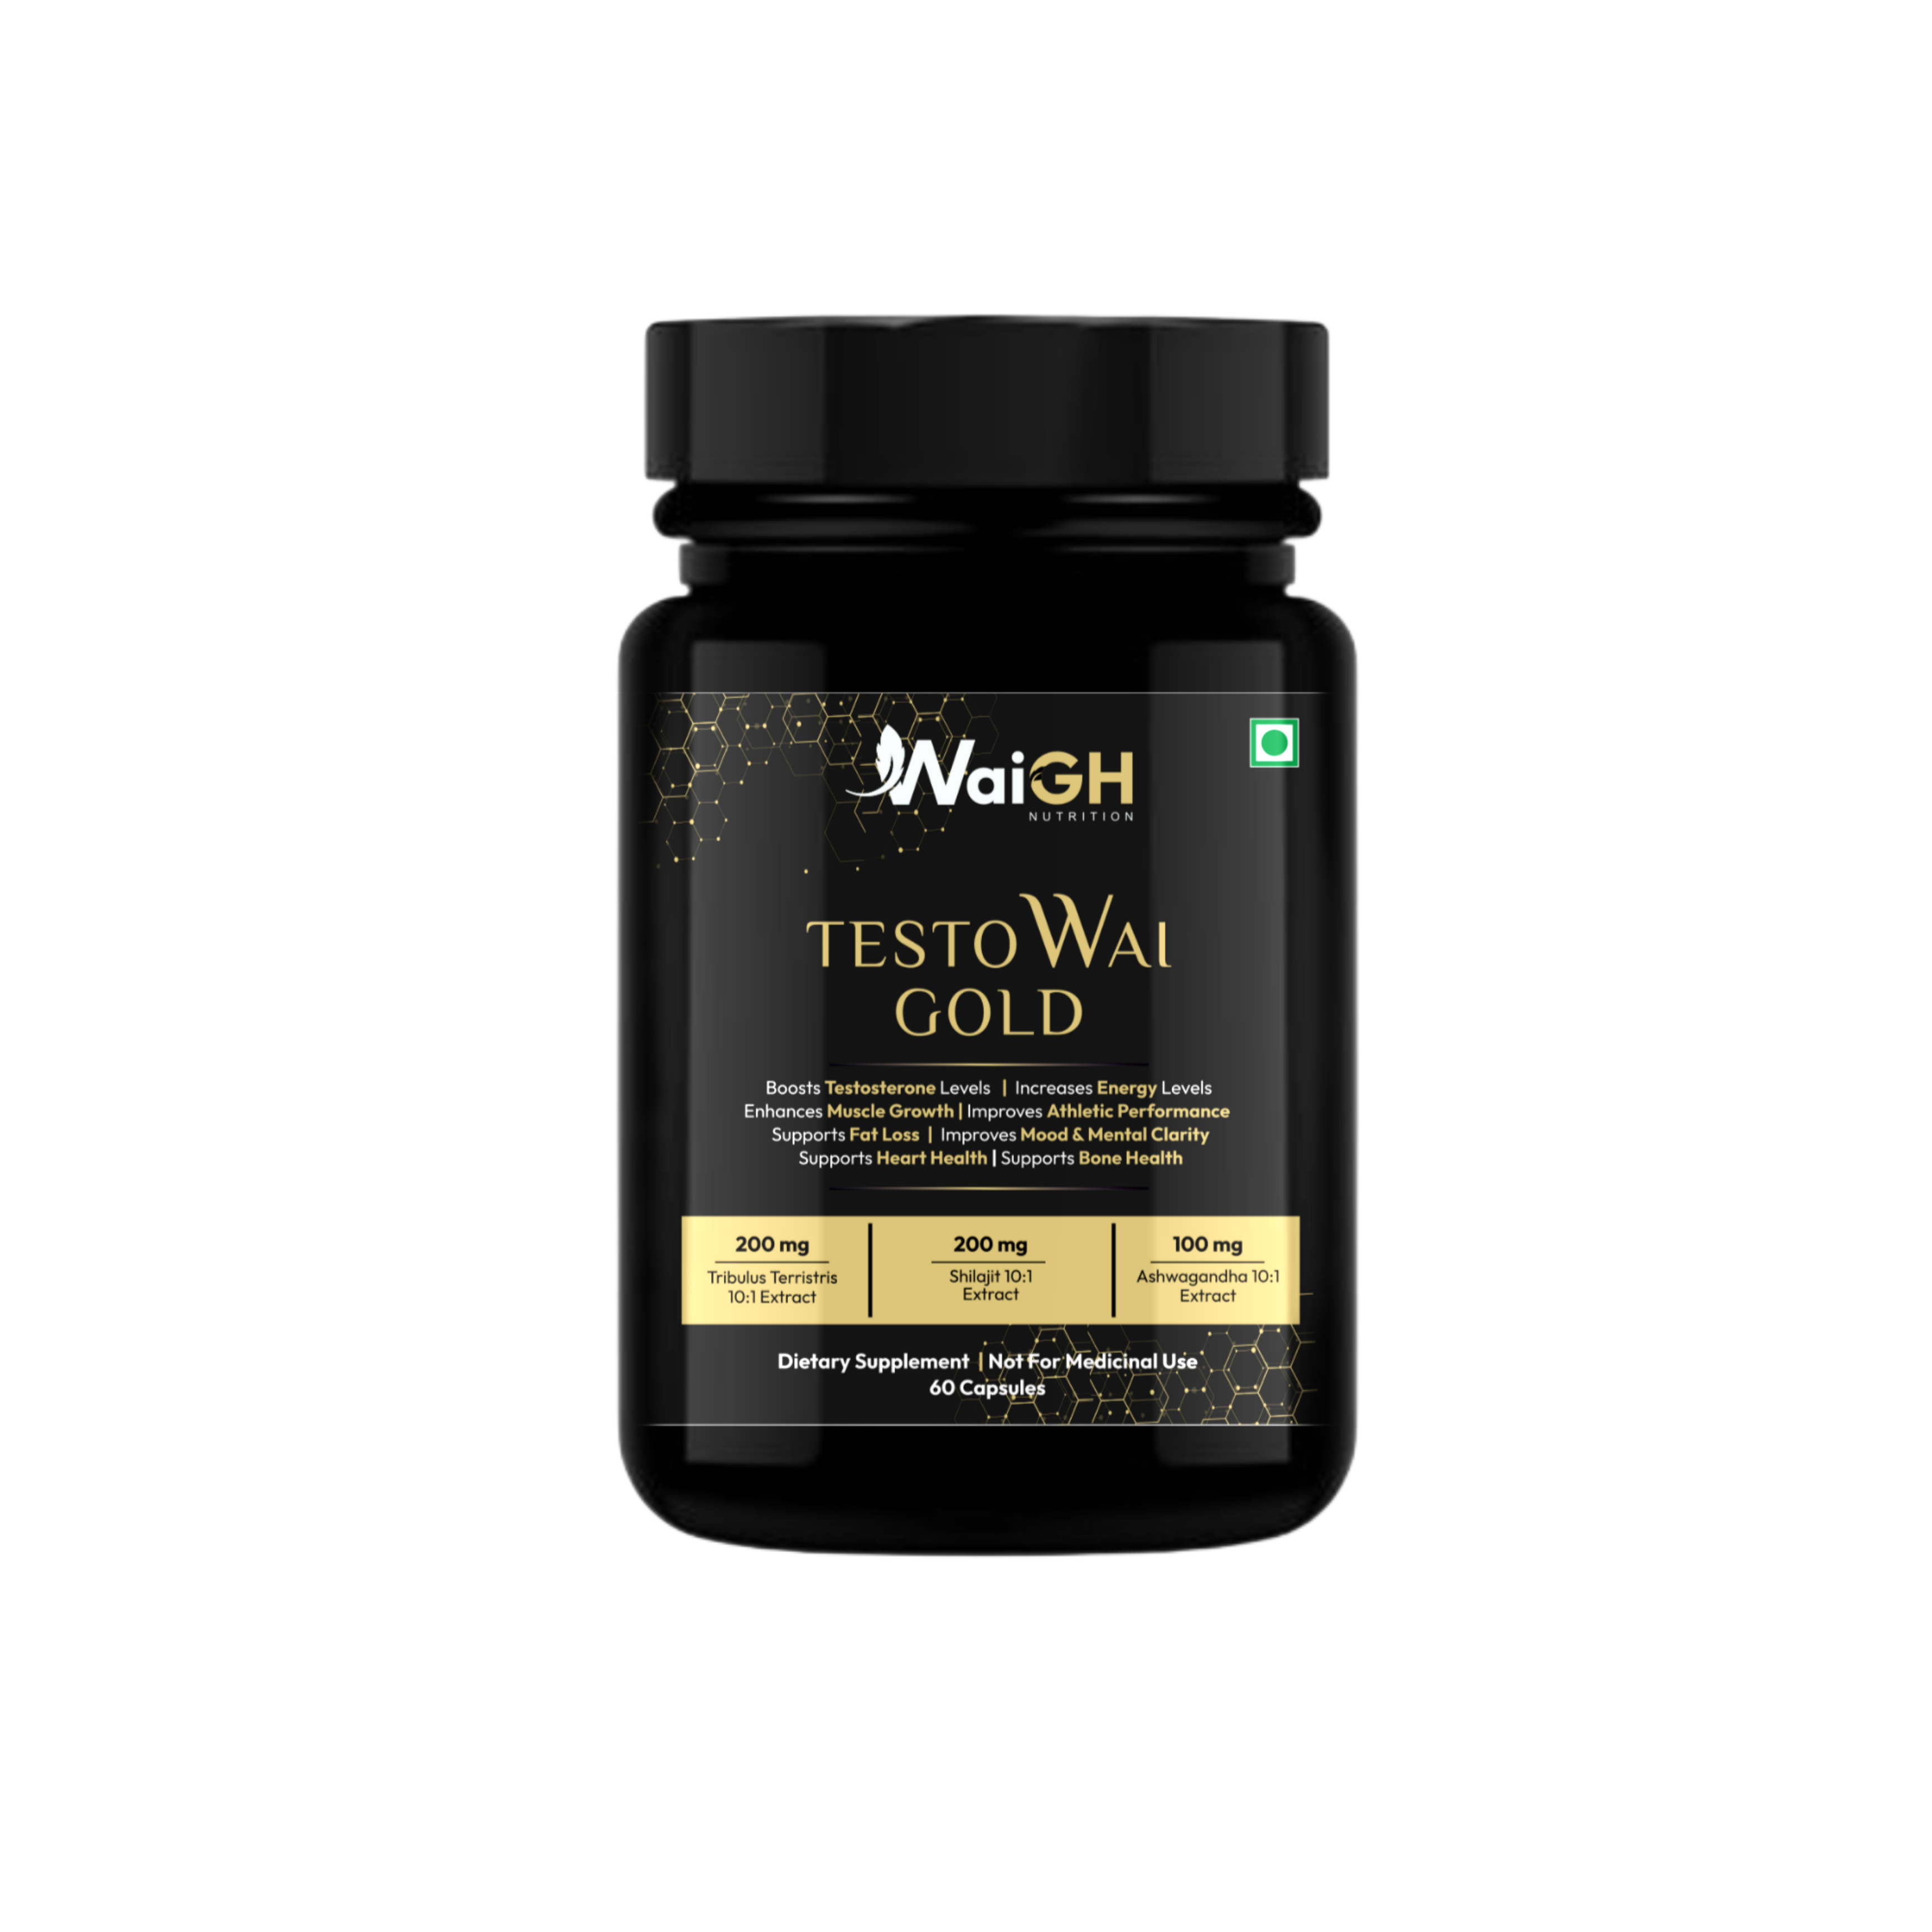 WaiGH
NUTRITION
TESTOWAI
GOLD
Boosts Testosterone Levels | Increases Energy Levels
Enhances Muscle Growth | Improves Athletic Performance
Supports Fat Loss | Improves Mood & Mental Clarity
Supports Heart Health | Supports Bone Health
200 mg
Tribulus Terristris
10:1 Extract
200 mg
Shilajit 10:1
Extract
100 mg
Ashwagandha 10:1
Extract
Dietary Supplement | Not For Medicinal Use
60 Capsules